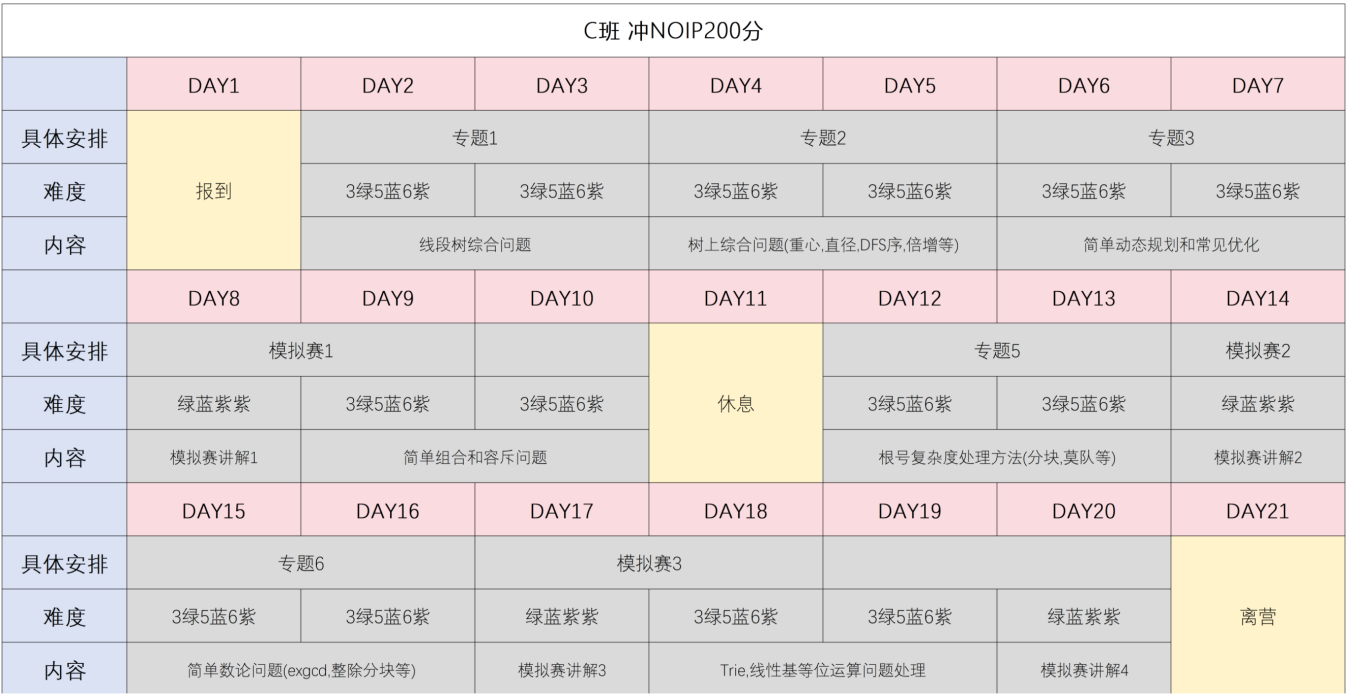 C班 冲NOIP200分
DAY1 DAY2 DAY3 DAY4 DAY5 DAY6 DAY7
具体安排 专题1 专题2 专题3
难度 报到 3绿5蓝6紫 3绿5蓝6紫 3绿5蓝6紫 3绿5蓝6紫 3绿5蓝6紫 3绿5蓝6紫
内容 线段树综合问题 树上综合问题(重心,直径,DFS序,倍增等) 简单动态规划和常见优化
DAY8 DAY9 DAY10 DAY11 DAY12 DAY13 DAY14
具体安排 模拟赛1 专题5 模拟赛2
难度 绿蓝紫紫 3绿5蓝6紫 3绿5蓝6紫 休息 3绿5蓝6紫 3绿5蓝6紫 绿蓝紫紫
内容 模拟赛讲解1 简单组合和容斥问题 根号复杂度处理方法(分块,莫队等) 模拟赛讲解2
DAY15 DAY16 DAY17 DAY18 DAY19 DAY20 DAY21
具体安排 专题6 模拟赛3
难度 3绿5蓝6紫 3绿5蓝6紫 绿蓝紫紫 3绿5蓝6紫 3绿5蓝6紫 绿蓝紫紫 离营
内容 简单数论问题(exgcd,整除分块等) 模拟赛讲解3 Trie,线性基等位运算问题处理 模拟赛讲解4